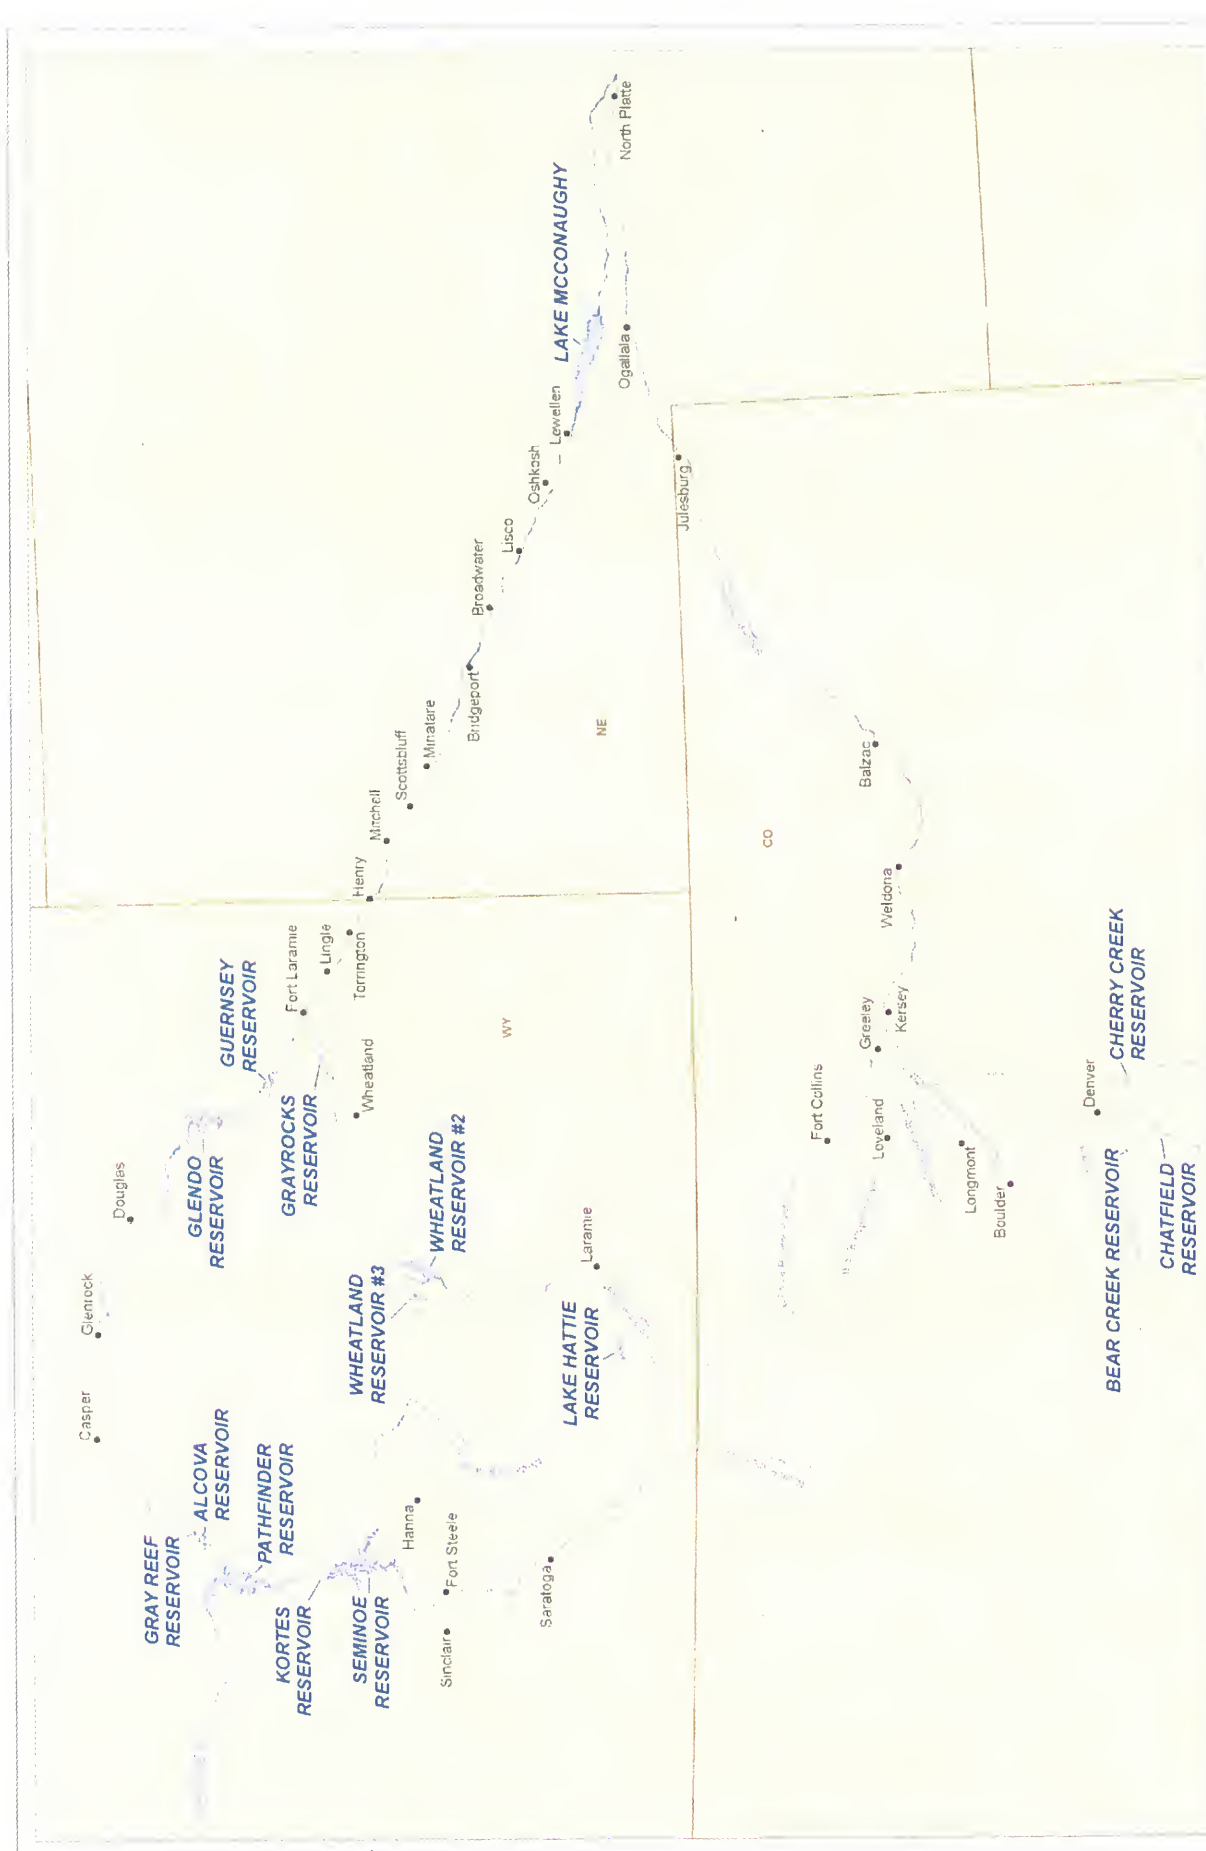 Casper
Glenrock
Douglas
GRAY REEF
RESERVOIR
ALCOVA
RESERVOIR
PATHFINDER
RESERVOIR
GLENDO
RESERVOIR
GUERNSEY
RESERVOIR
Fort Laramie
Lingle
Torrington
Henry
Mitchell
Scottsbluff
Minatare
Bridgeport
Broadwater
Lisco
Oshkosh
Lewellen
LAKE MCCONAUGHY
Ogallala
North Platte
KORTES
RESERVOIR
SEMINOE
RESERVOIR
GRAYROCKS
RESERVOIR
Wheatland
WHEATLAND
RESERVOIR #3
WHEATLAND
RESERVOIR #2
Hanna
Sinclair
Fort Steele
Saratoga
WY
NE
LAKE HATTIE
RESERVOIR
Laramie
Julesburg
CO
Fort Collins
Loveland
Greeley
Kersey
Weldona
Balzac
Longmont
Boulder
Denver
BEAR CREEK RESERVOIR
CHERRY CREEK
RESERVOIR
CHATFIELD
RESERVOIR